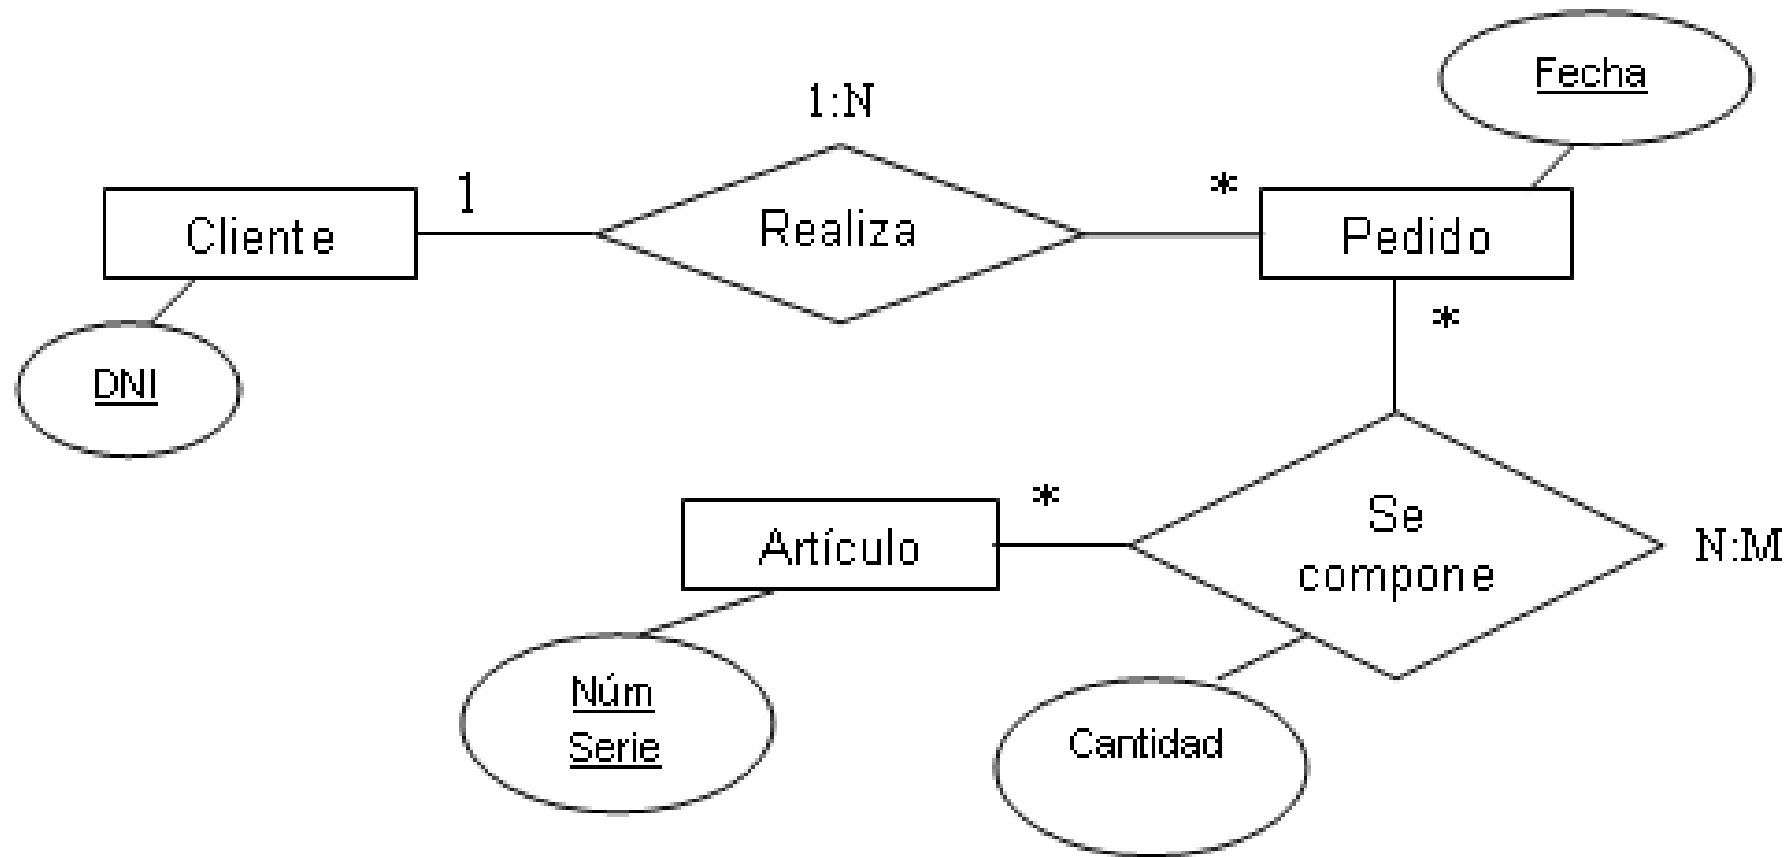 Fecha
1:N
Cliente
1
Realiza
*
Pedido
*
DNI
Artículo
*
Se
compone
N:M
Núm
Serie
Cantidad